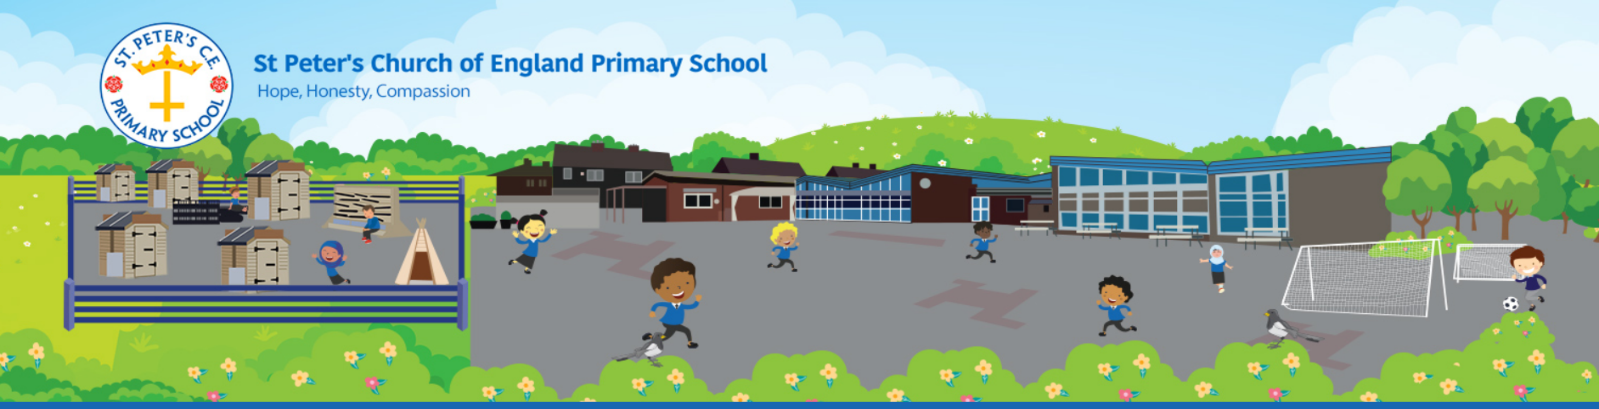 ST. PETER'S C.E.
PRIMARY SCHOOL
St Peter's Church of England Primary School
Hope, Honesty, Compassion